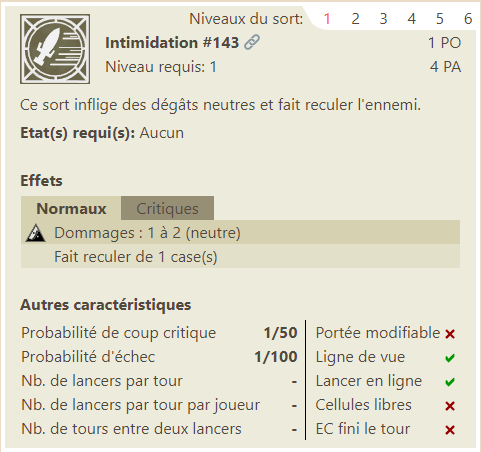 Niveaux du sort: 1 2 3 4 5 6
Intimidation #143 1 PO
Niveau requis: 1 4 PA
Ce sort inflige des dégâts neutres et fait reculer l'ennemi.
Etat(s) requi(s): Aucun
Effets
Normaux Critiques
Dommages : 1 à 2 (neutre)
Fait reculer de 1 case(s)
Autres caractéristiques
Probabilité de coup critique 1/50 Portée modifiable
Probabilité d'échec 1/100 Ligne de vue
Nb. de lancers par tour - Lancer en ligne
Nb. de lancers par tour par joueur - Cellules libres
Nb. de tours entre deux lancers - EC fini le tour